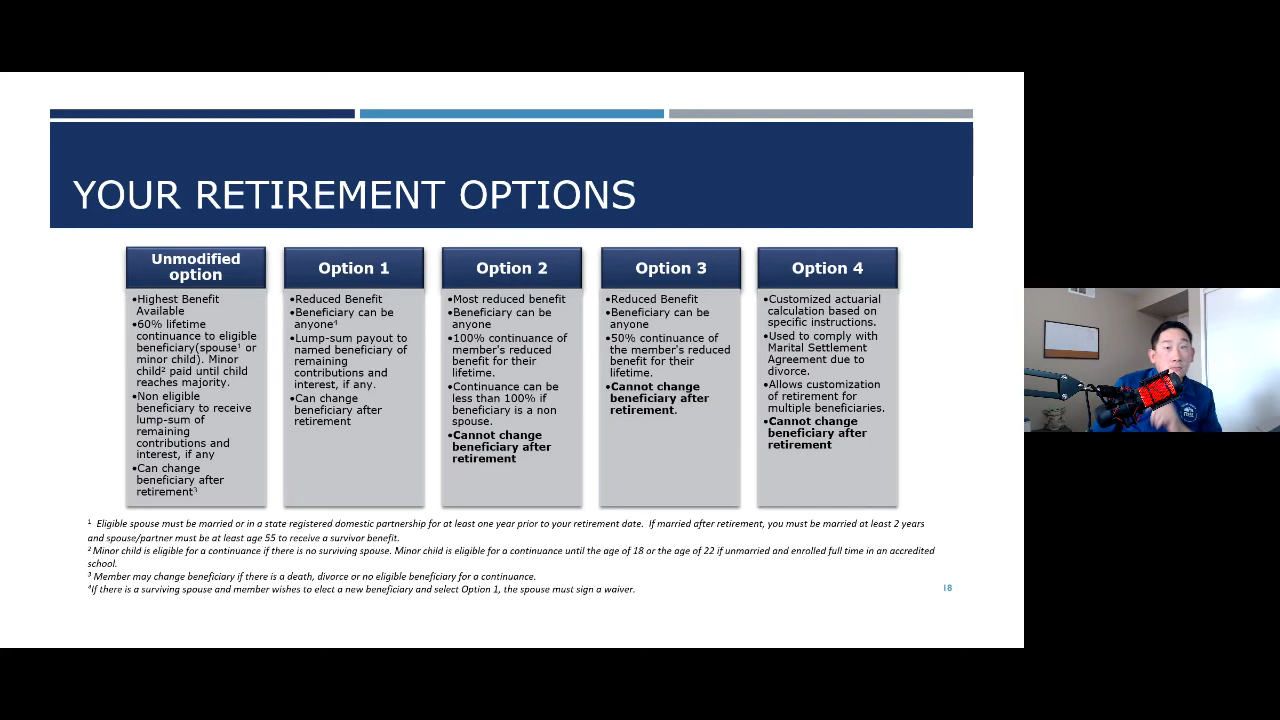 YOUR RETIREMENT OPTIONS
Unmodified
option
•Highest Benefit
Available
•60% lifetime
continuance to eligible
beneficiary(spouse¹ or
minor child). Minor
child² paid until child
reaches majority.
•Non eligible
beneficiary to receive
lump-sum of
remaining
contributions and
interest, if any
•Can change
beneficiary after
retirement³
Option 1
•Reduced Benefit
•Beneficiary can be
anyone⁴
•Lump-sum payout to
named beneficiary of
remaining
contributions and
interest, if any.
•Can change
beneficiary after
retirement
Option 2
•Most reduced benefit
•Beneficiary can be
anyone
•100% continuance of
member's reduced
benefit for their
lifetime.
•Continuance can be
less than 100% if
beneficiary is a non
spouse.
•Cannot change
beneficiary after
retirement
Option 3
•Reduced Benefit
•Beneficiary can be
anyone
•50% continuance of
the member's reduced
benefit for their
lifetime.
•Cannot change
beneficiary after
retirement.
Option 4
•Customized actuarial
calculation based on
specific instructions.
•Used to comply with
Marital Settlement
Agreement due to
divorce.
•Allows customization
of retirement for
multiple beneficiaries.
•Cannot change
beneficiary after
retirement
¹ Eligible spouse must be married or in a state registered domestic partnership for at least one year prior to your retirement date. If married after retirement, you must be married at least 2 years
and spouse/partner must be at least age 55 to receive a survivor benefit.
² Minor child is eligible for a continuance if there is no surviving spouse. Minor child is eligible for a continuance until the age of 18 or the age of 22 if unmarried and enrolled full time in an accredited
school.
³ Member may change beneficiary if there is a death, divorce or no eligible beneficiary for a continuance.
⁴If there is a surviving spouse and member wishes to elect a new beneficiary and select Option 1, the spouse must sign a waiver.
18